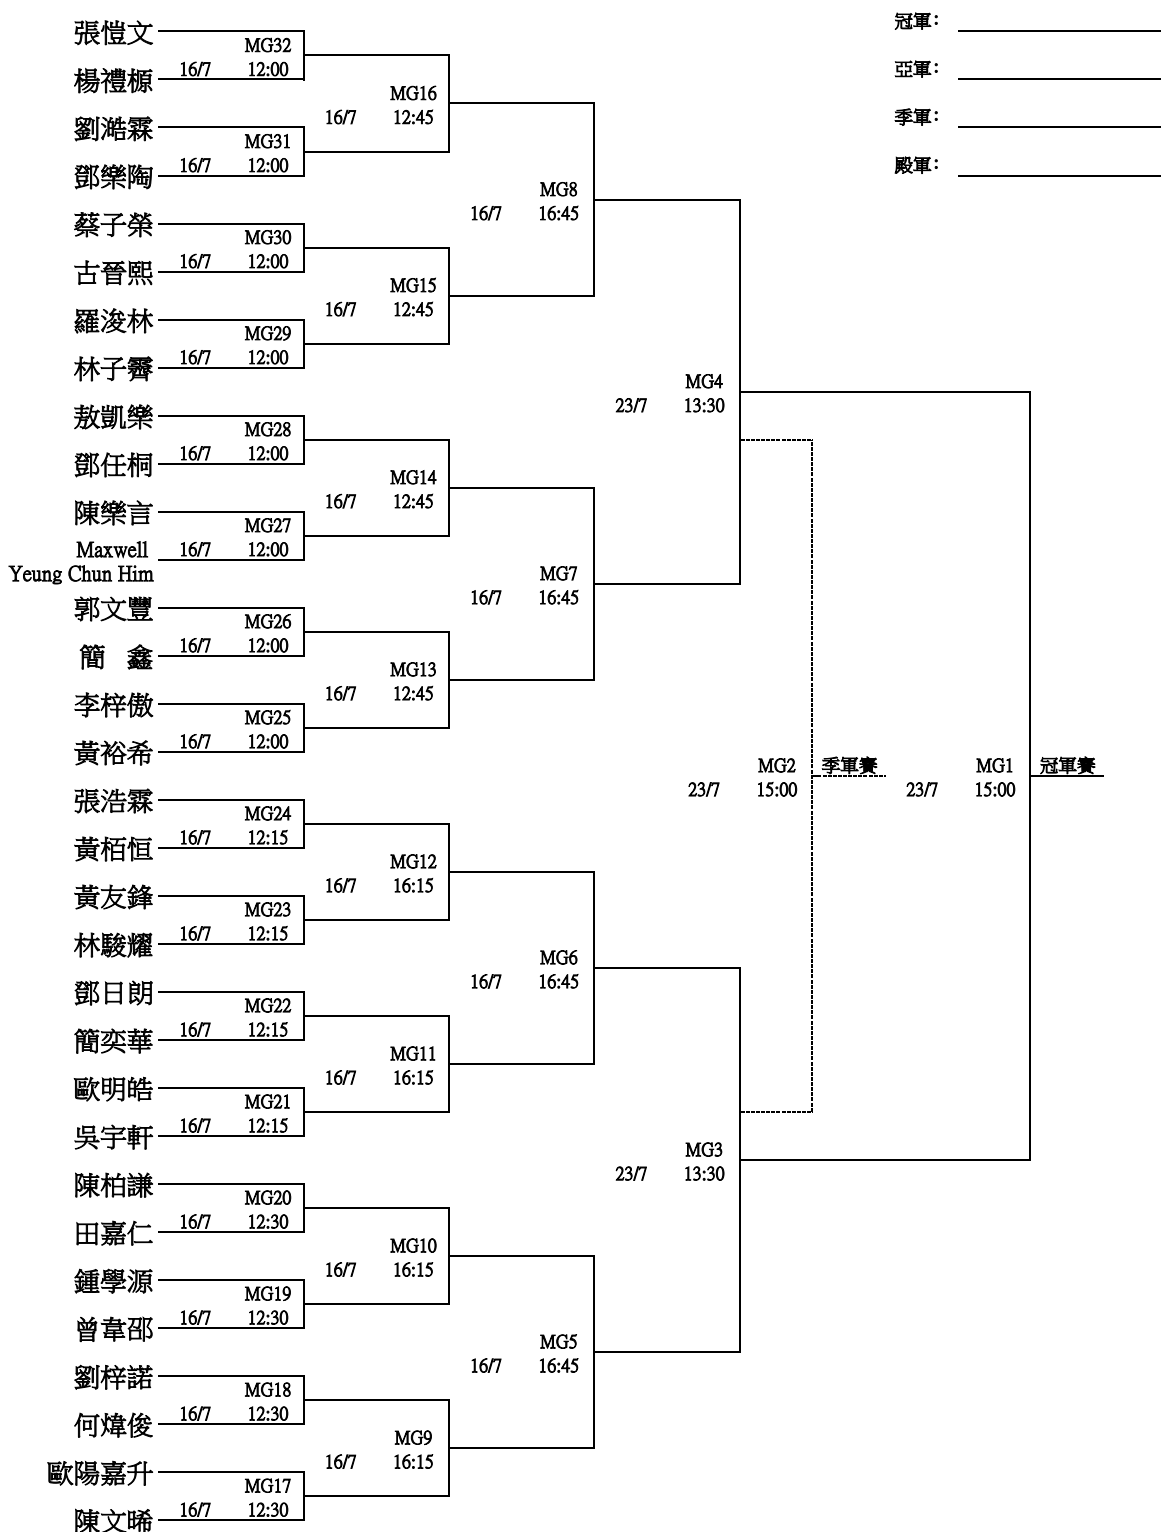 冠軍：
亞軍：
季軍：
殿軍：
張愷文
MG32
16/7 12:00
楊禮榞
MG16
16/7 12:45
劉澔霖
MG31
16/7 12:00
鄧樂陶
MG8
16/7 16:45
蔡子榮
MG30
16/7 12:00
古晉熙
MG15
16/7 12:45
羅浚林
MG29
16/7 12:00
林子霽
MG4
23/7 13:30
敖凱樂
MG28
16/7 12:00
鄧任桐
MG14
16/7 12:45
陳樂言
MG27
16/7 12:00
Maxwell
Yeung Chun Him
MG7
16/7 16:45
郭文豐
MG26
16/7 12:00
簡 鑫
MG13
16/7 12:45
李梓傲
MG25
16/7 12:00
黃裕希
MG2 季軍賽 MG1 冠軍賽
23/7 15:00 23/7 15:00
張浩霖
MG24
16/7 12:15
黃栢恒
MG12
16/7 16:15
黃友鋒
MG23
16/7 12:15
林駿耀
MG6
16/7 16:45
鄧日朗
MG22
16/7 12:15
簡奕華
MG11
16/7 16:15
歐明皓
MG21
16/7 12:15
吳宇軒
MG3
23/7 13:30
陳柏謙
MG20
16/7 12:30
田嘉仁
MG10
16/7 16:15
鍾學源
MG19
16/7 12:30
曾韋邵
MG5
16/7 16:45
劉梓諾
MG18
16/7 12:30
何煒俊
MG9
16/7 16:15
歐陽嘉升
MG17
16/7 12:30
陳文晞